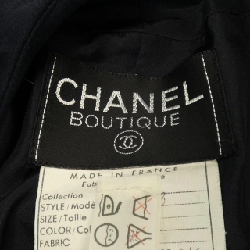 CHANEL
BOUTIQUE
MADE IN FRANCE
Collection
STYLE/Mode
SIZE/Taille
COLOR/Col
FABRIC